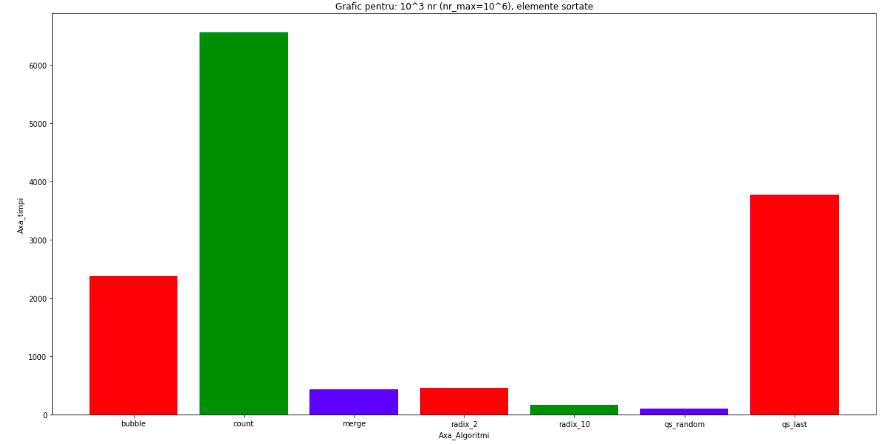 Grafic pentru: 10^3 nr (nr_max=10^6), elemente sortate
6000
5000
4000
3000
2000
1000
0
Axa_timpi
bubble count merge radix_2 radix_10 qs_random qs_last
Axa_Algoritmi